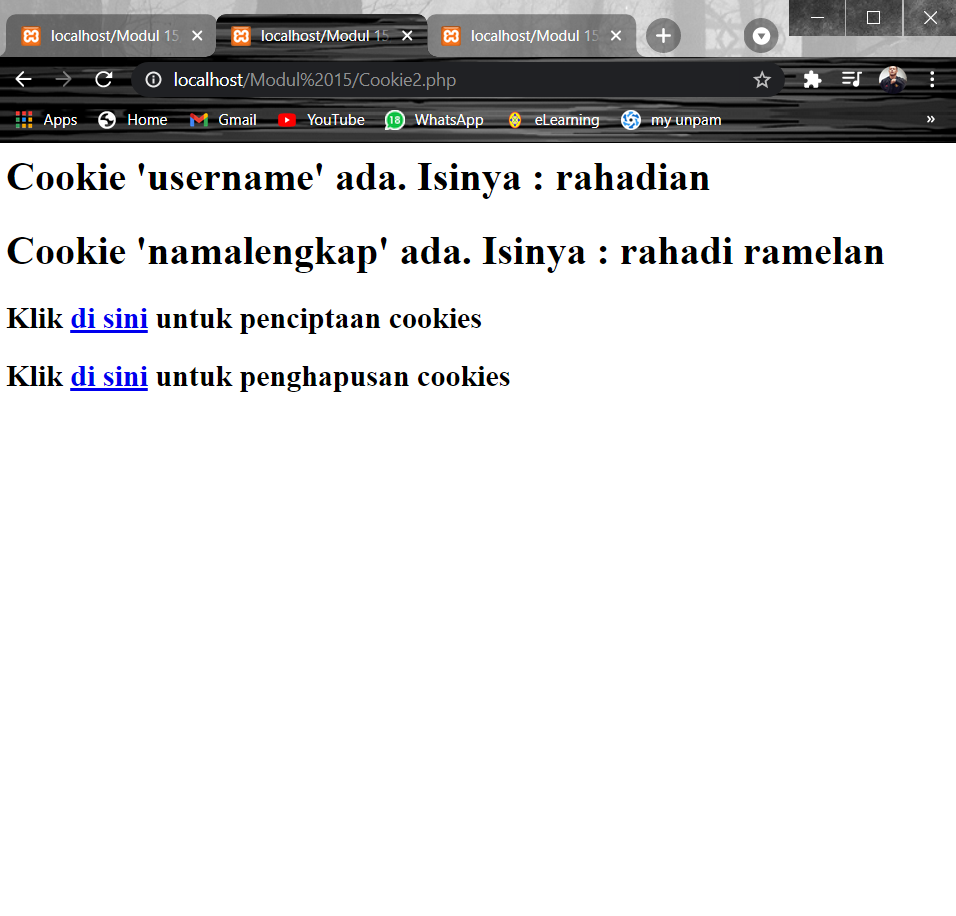 localhost/Modul 15 localhost/Modul 15 localhost/Modul 15
localhost/Modul%2015/Cookie2.php
Apps Home Gmail YouTube 18 WhatsApp eLearning my unpam »
Cookie 'username' ada. Isinya : rahadian
Cookie 'namalengkap' ada. Isinya : rahadi ramelan
Klik di sini untuk penciptaan cookies
Klik di sini untuk penghapusan cookies